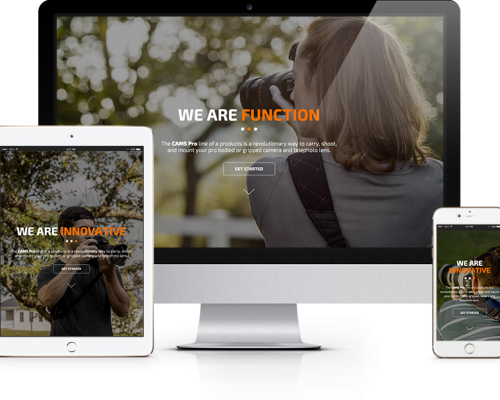 WE ARE FUNCTION
The CAMS Pro line of a products is a revolutionary way to carry, shoot,
and mount your pro bodied or gripped camera and telephoto lens.
GET STARTED
WE ARE INNOVATIVE
The CAMS Pro line of a products is a revolutionary way to carry, shoot,
and mount your pro bodied or gripped camera and telephoto lens.
GET STARTED
WE ARE
INNOVATIVE
GET STARTED